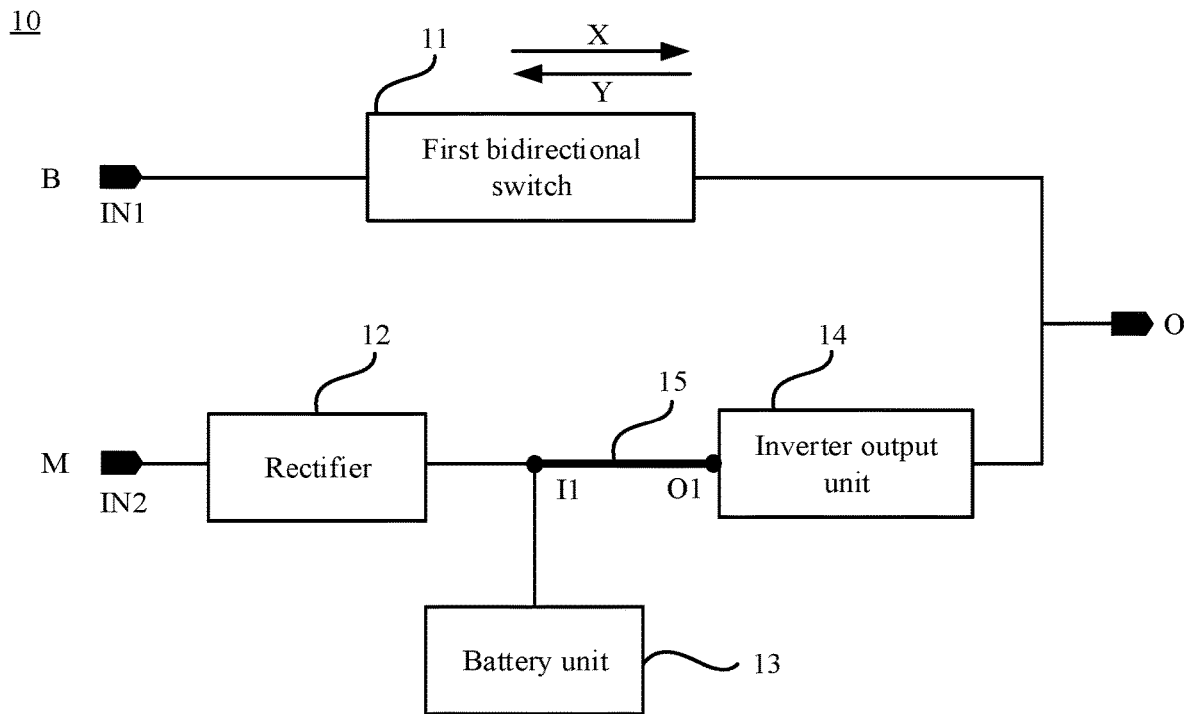 10
11
X
Y
First bidirectional
switch
B
IN1
O
12
14
15
M
IN2
Rectifier
I1
O1
Inverter output
unit
Battery unit
13